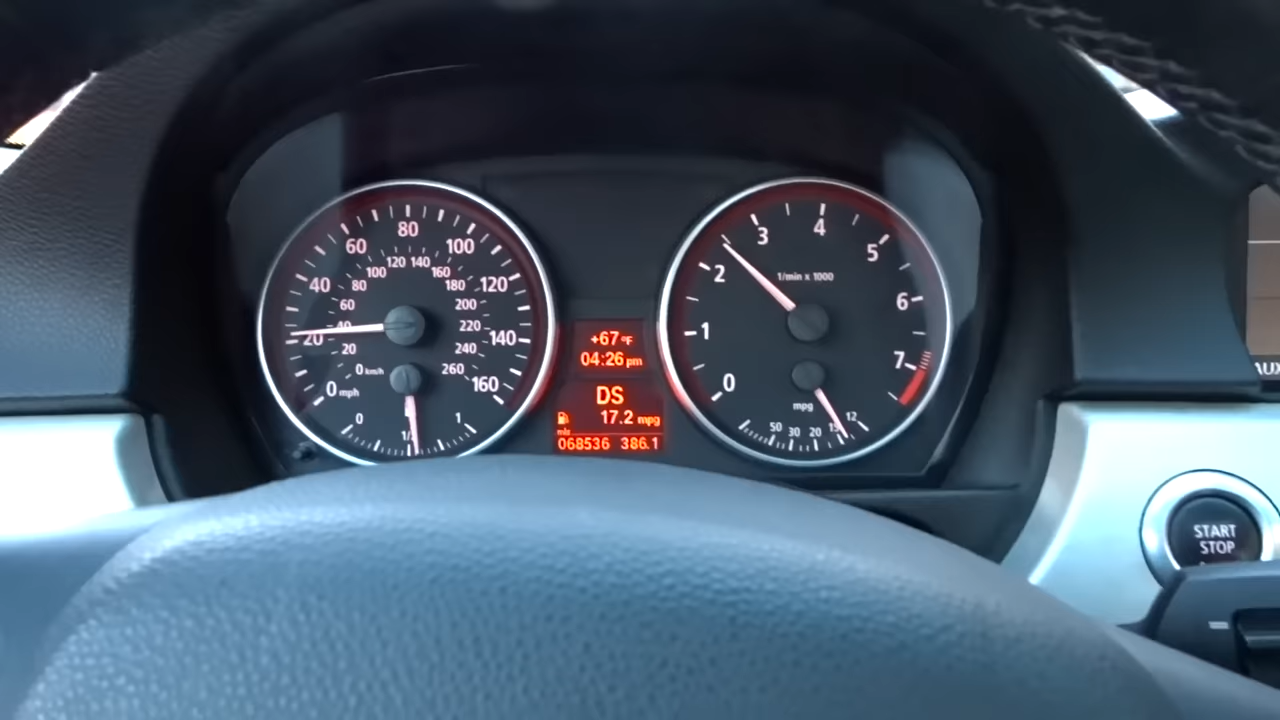 80
60 100
120 140
100 160
40 80 180 120
60 200
40 220
20 140
20 240
0 km/h 260
0 mph 160
0 1/2 1
+67 °F
04:26 pm
DS
17.2 mpg
mls
068536 386.1
4
3 5
1/min x 1000
2 6
1
7
0
mpg
50 30 20 15 12
START
STOP
AUX